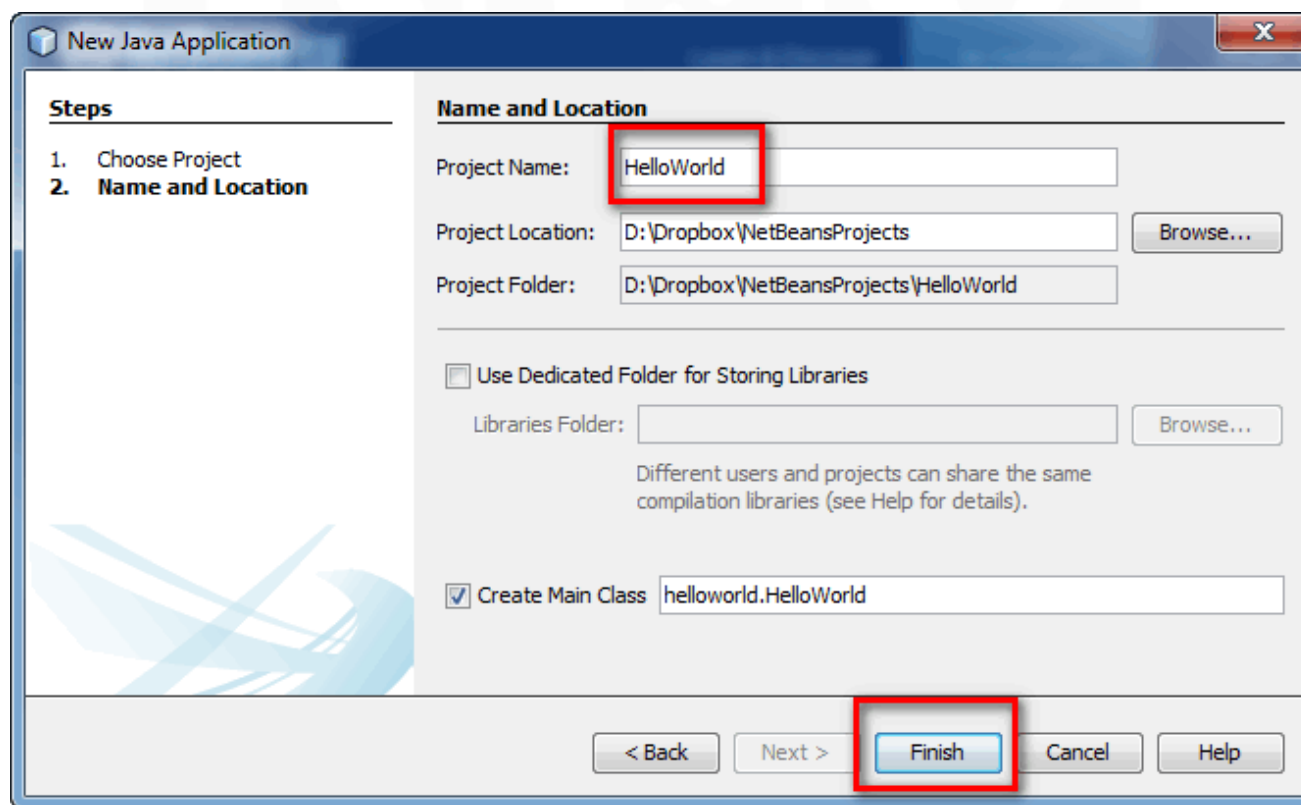 New Java Application
X
Steps
1. Choose Project
2. Name and Location
Name and Location
Project Name: HelloWorld
Project Location: D:\Dropbox\NetBeansProjects Browse...
Project Folder: D:\Dropbox\NetBeansProjects\HelloWorld
Use Dedicated Folder for Storing Libraries
Libraries Folder: Browse...
Different users and projects can share the same
compilation libraries (see Help for details).
Create Main Class helloworld.HelloWorld
< Back Next > Finish Cancel Help